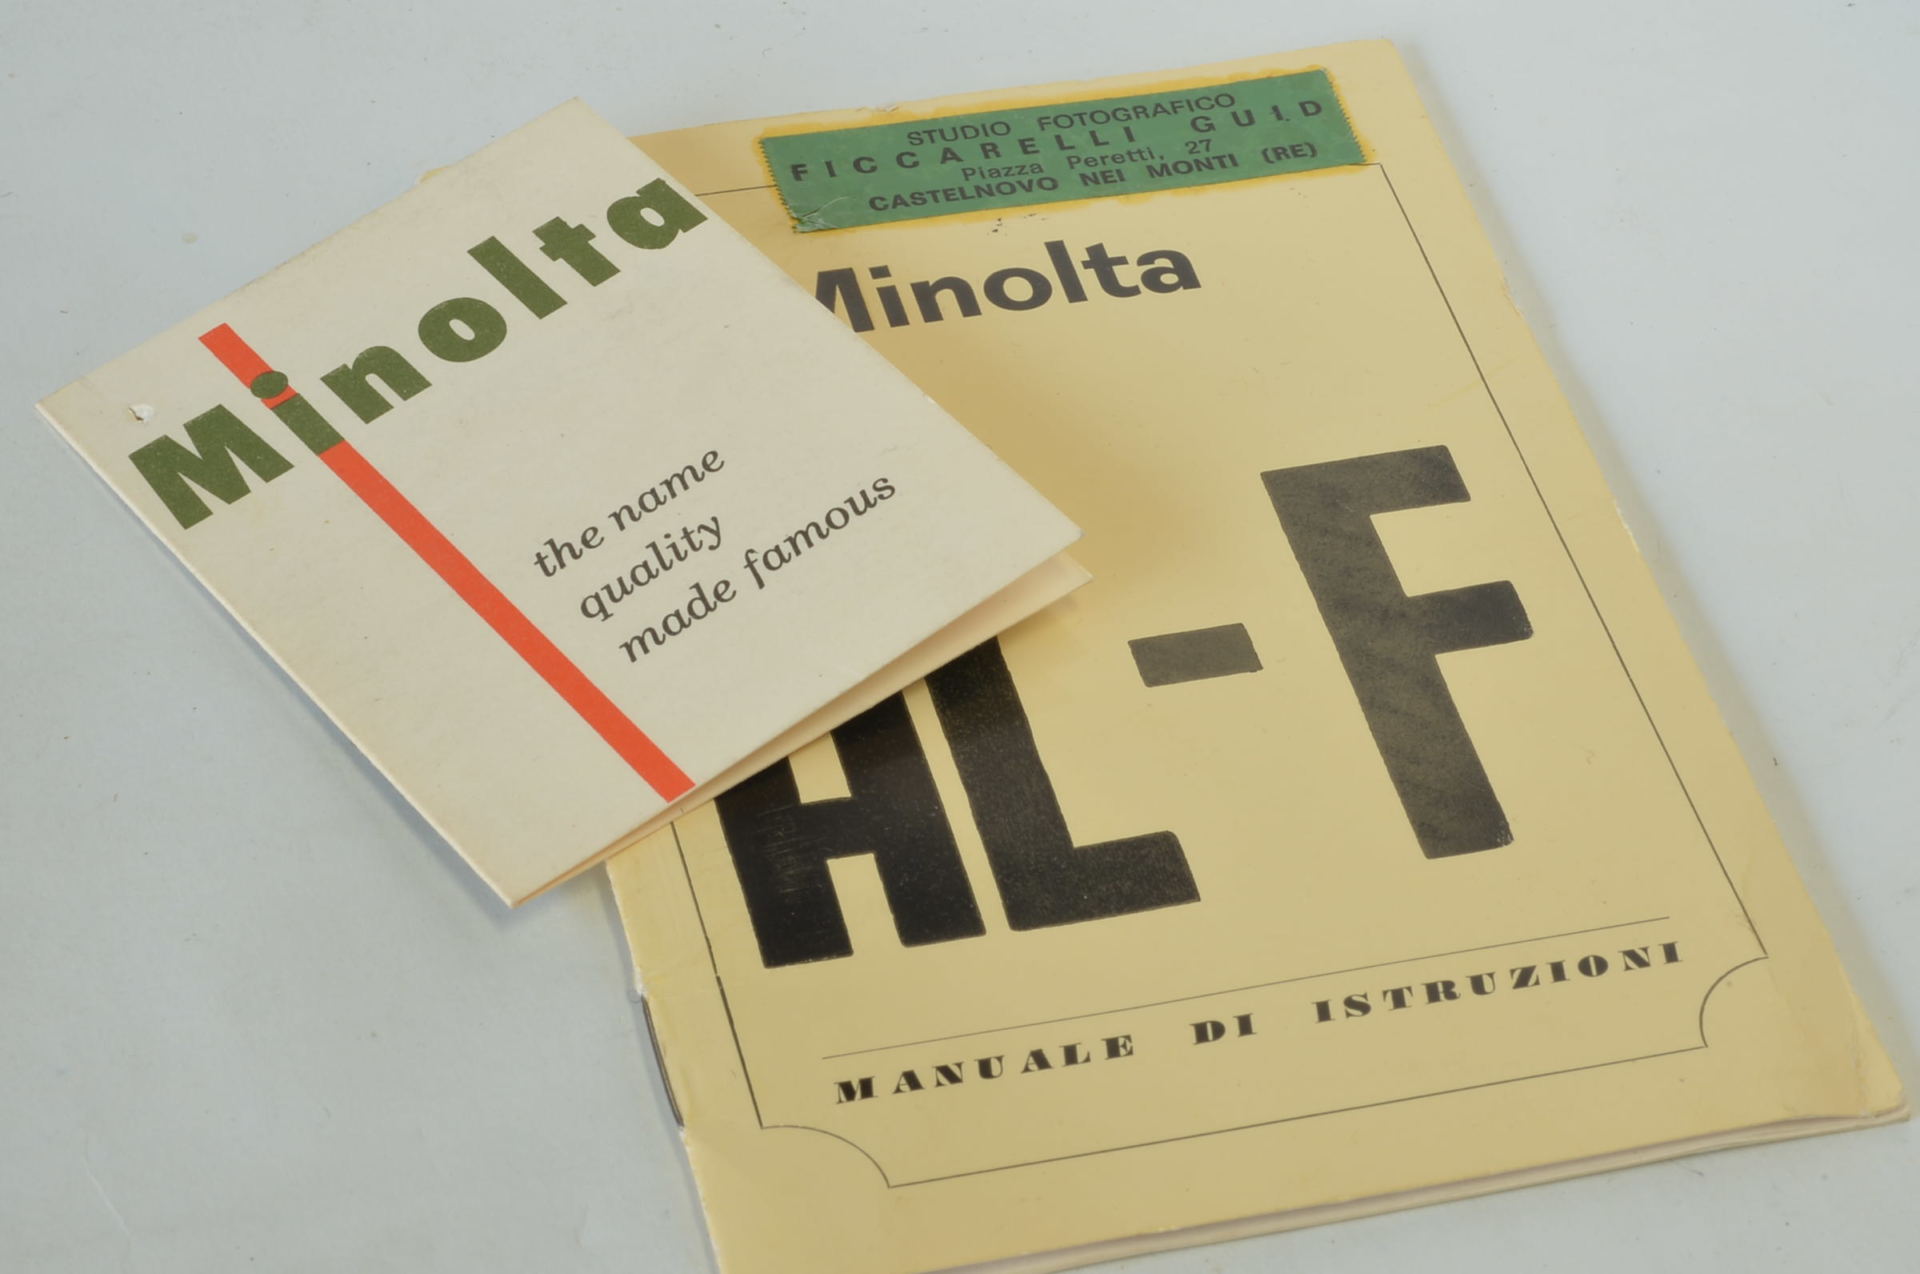 Minolta
the name
quality
made famous
STUDIO FOTOGRAFICO
FICCARELLI GUID
Piazza Peretti, 27
CASTELNOVO NEI MONTI (RE)
Minolta
AL-F
MANUALE DI ISTRUZIONI